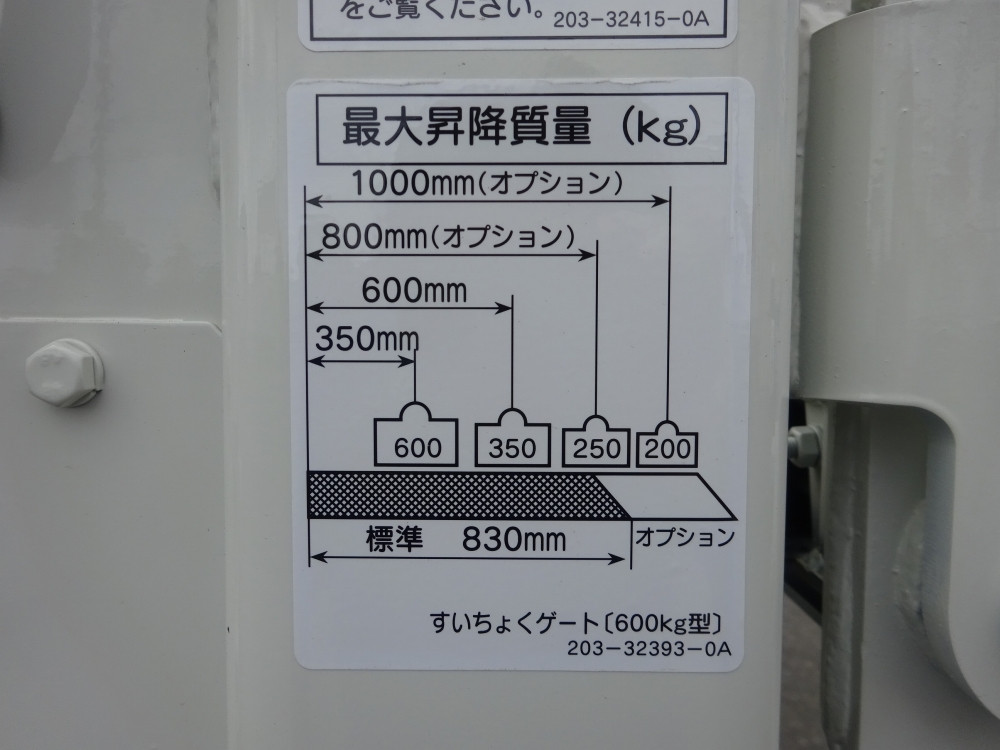 をご覧ください。
203-32415-0A
最大昇降質量 (kg)
1000mm(オプション)
800mm(オプション)
600mm
350mm
600 350 250 200
標準 830mm オプション
すいちょくゲート〔600kg型〕
203-32393-0A